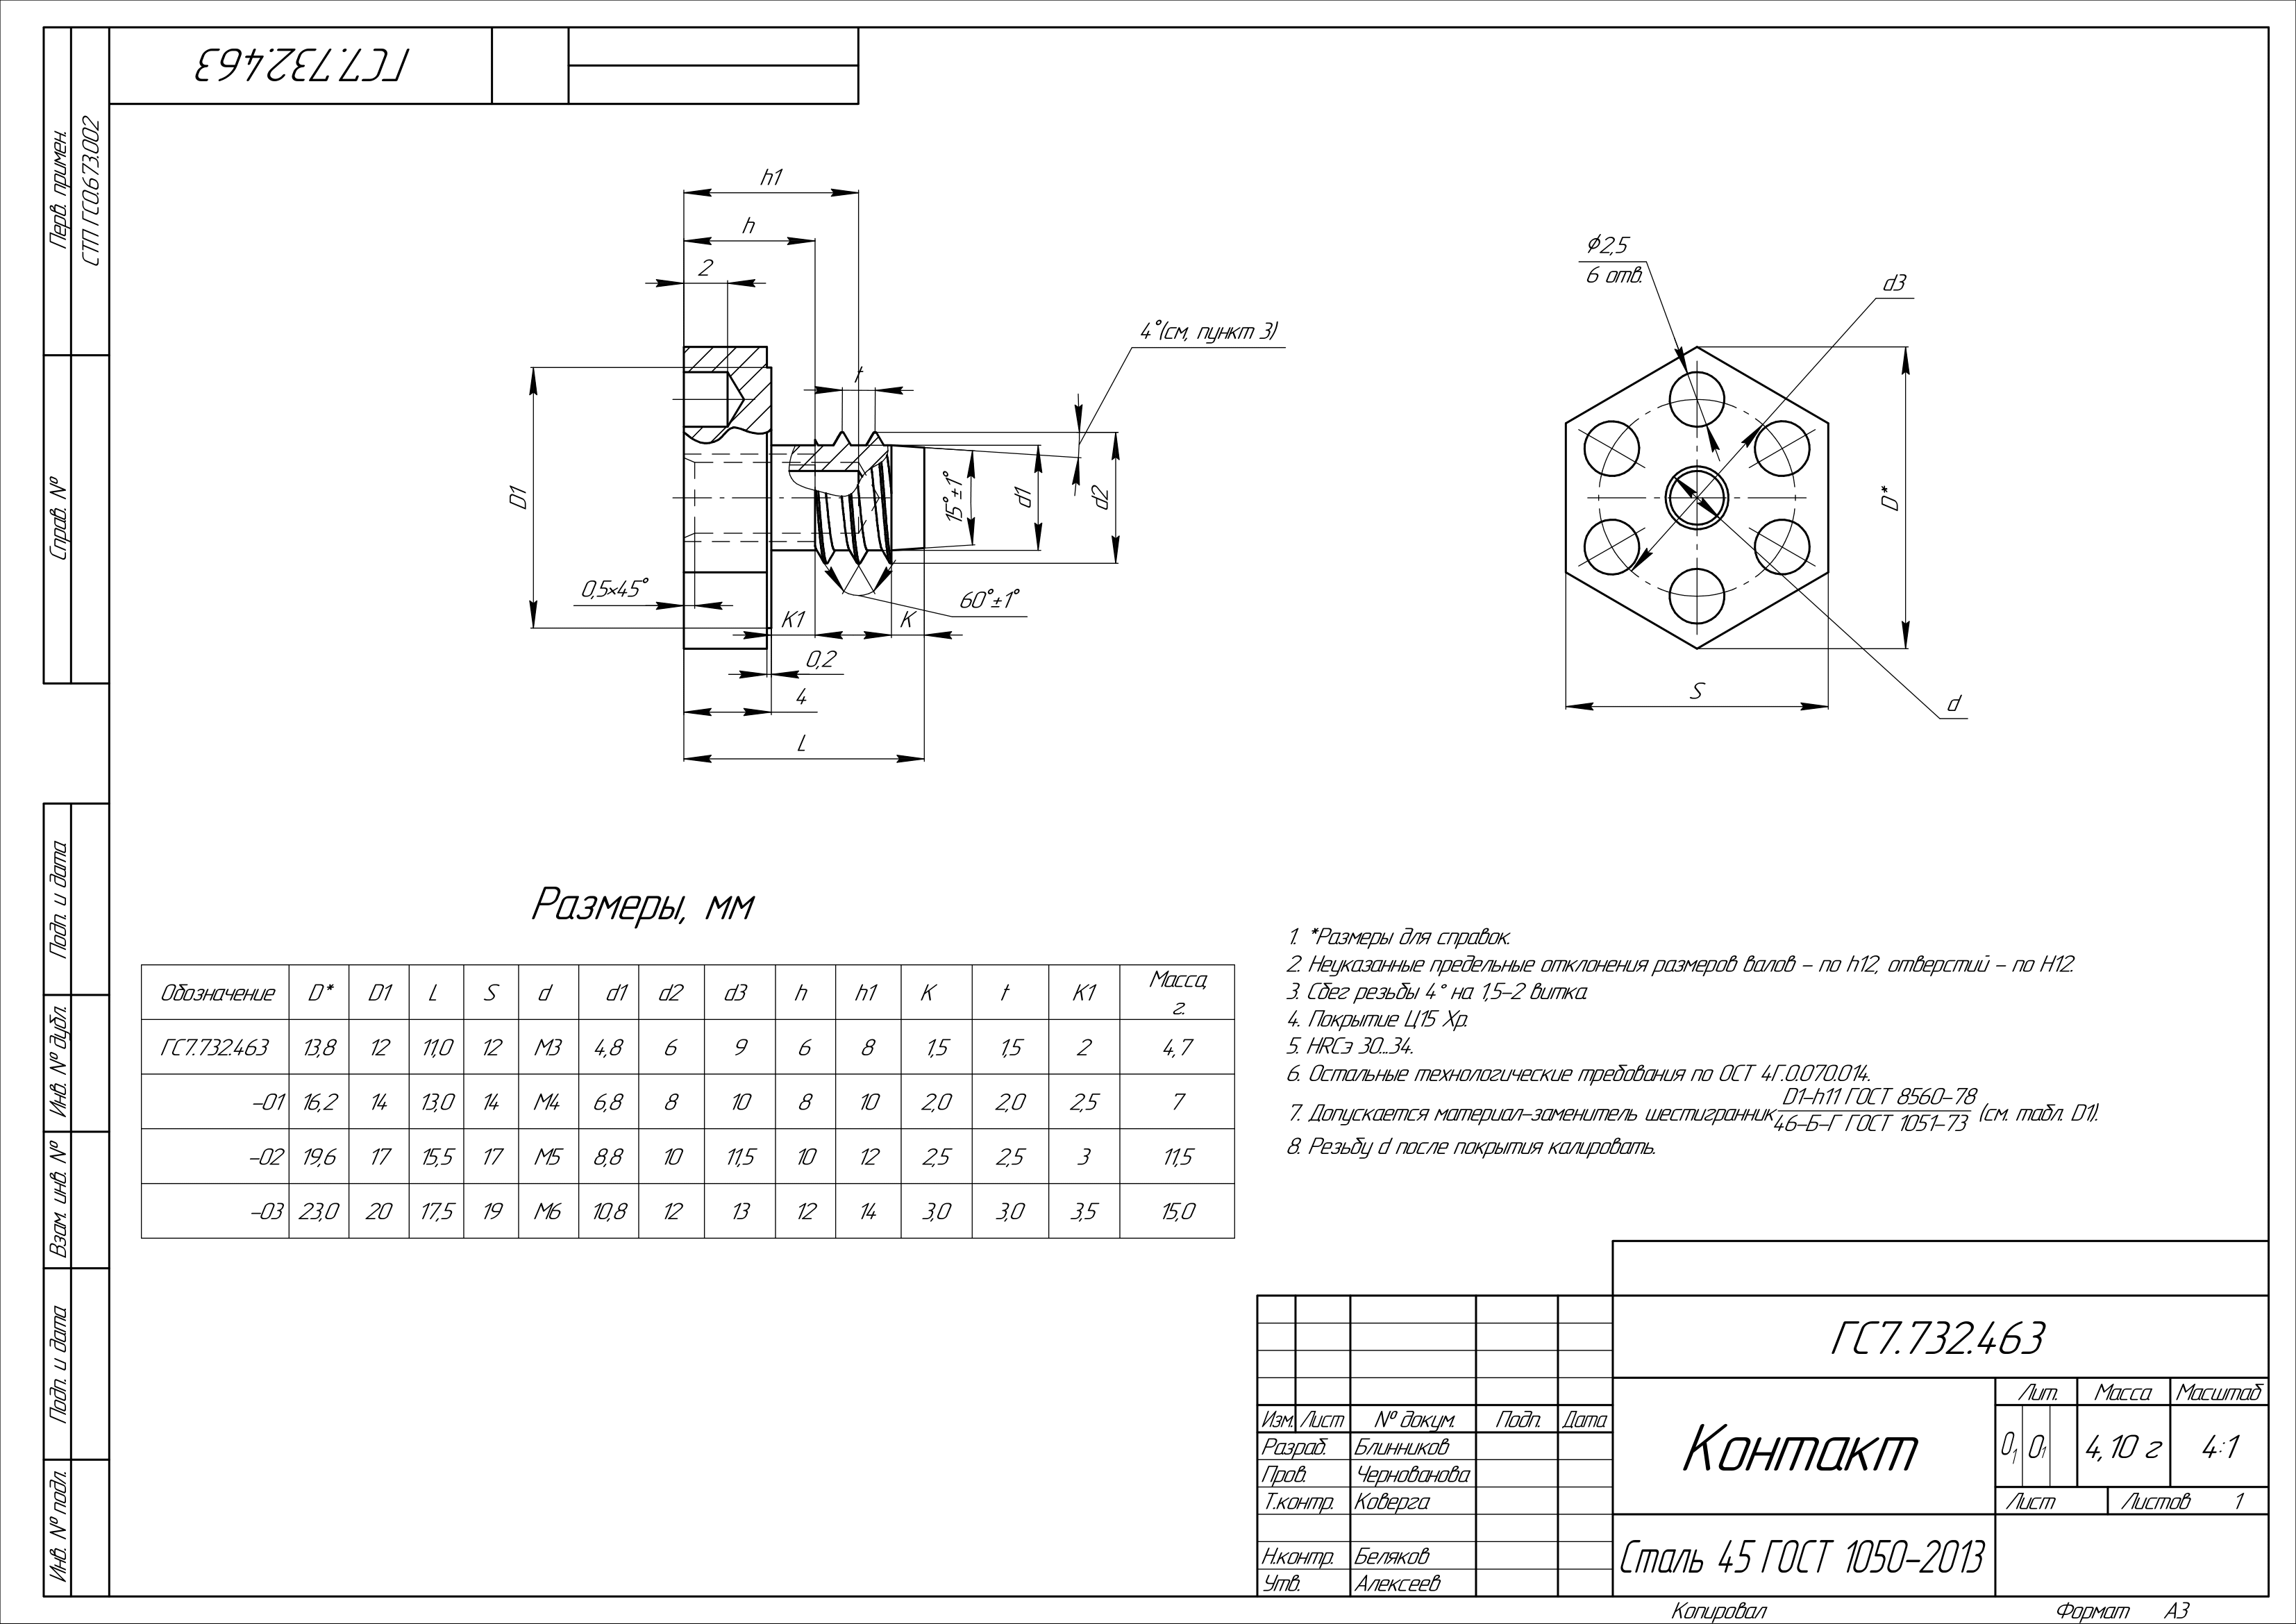 ГС7.732.463
Перв. примен.
СТП ГС0.673.002
Справ. №
Подп. и дата
Инв. № дубл.
Взам. инв. №
Подп. и дата
Инв. № подл.
h1
h
2
t
4°(см, пункт 3)
D1
15°±1°
d1
d2
0,5×45°
60°±1°
K1
K
0,2
4
L
⌀2,5
6 отв.
d3
D*
S
d
Размеры, мм
Обозначение D* D1 L S d d1 d2 d3 h h1 K t K1 Масса, г.
ГС7.732.463 13,8 12 11,0 12 М3 4,8 6 9 6 8 1,5 1,5 2 4,7
-01 16,2 14 13,0 14 М4 6,8 8 10 8 10 2,0 2,0 2,5 7
-02 19,6 17 15,5 17 М5 8,8 10 11,5 10 12 2,5 2,5 3 11,5
-03 23,0 20 17,5 19 М6 10,8 12 13 12 14 3,0 3,0 3,5 15,0
1. *Размеры для справок.
2. Неуказанные предельные отклонения размеров валов - по h12, отверстий - по Н12.
3. Сбег резьбы 4° на 1,5-2 витка.
4. Покрытие Ц15 Хр.
5. HRCэ 30...34.
6. Остальные технологические требования по ОСТ 4Г.0.070.014.
7. Допускается материал-заменитель шестигранник D1-h11 ГОСТ 8560-78 / 46-Б-Г ГОСТ 1051-73 (см. табл. D1).
8. Резьбу d после покрытия калировать.
ГС7.732.463
Изм. Лист № докум. Подп. Дата
Разраб. Блинников
Пров. Чернованова
Т.контр. Коверга
Н.контр. Беляков
Утв. Алексеев
Контакт
Лит. Масса Масштаб
О1 О1 4,10 г 4:1
Лист Листов 1
Сталь 45 ГОСТ 1050-2013
Копировал Формат А3